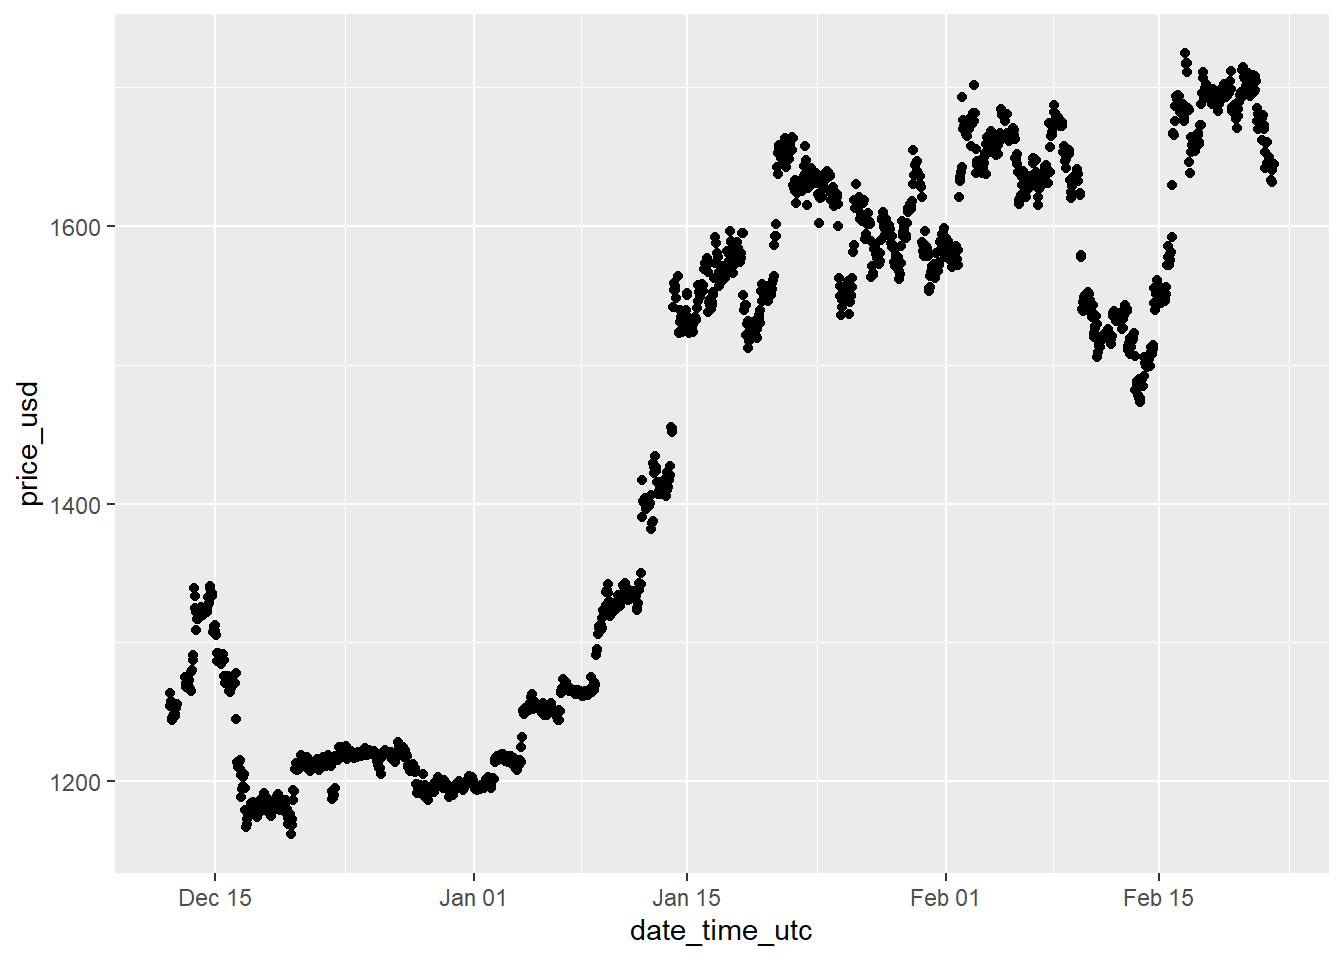 price_usd
1600
1400
1200
Dec 15
Jan 01
Jan 15
Feb 01
Feb 15
date_time_utc